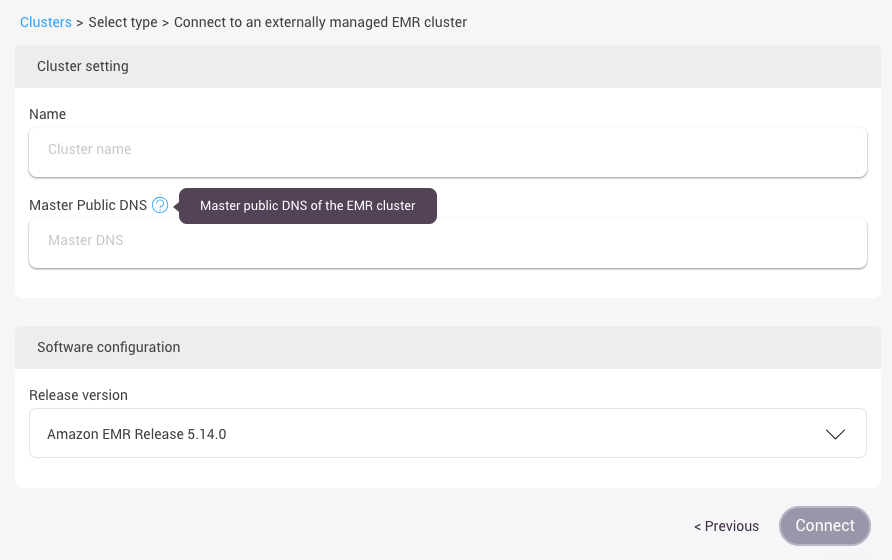 Clusters > Select type > Connect to an externally managed EMR cluster
Cluster setting
Name
Cluster name
Master Public DNS ? Master public DNS of the EMR cluster
Master DNS
Software configuration
Release version
Amazon EMR Release 5.14.0
< Previous Connect